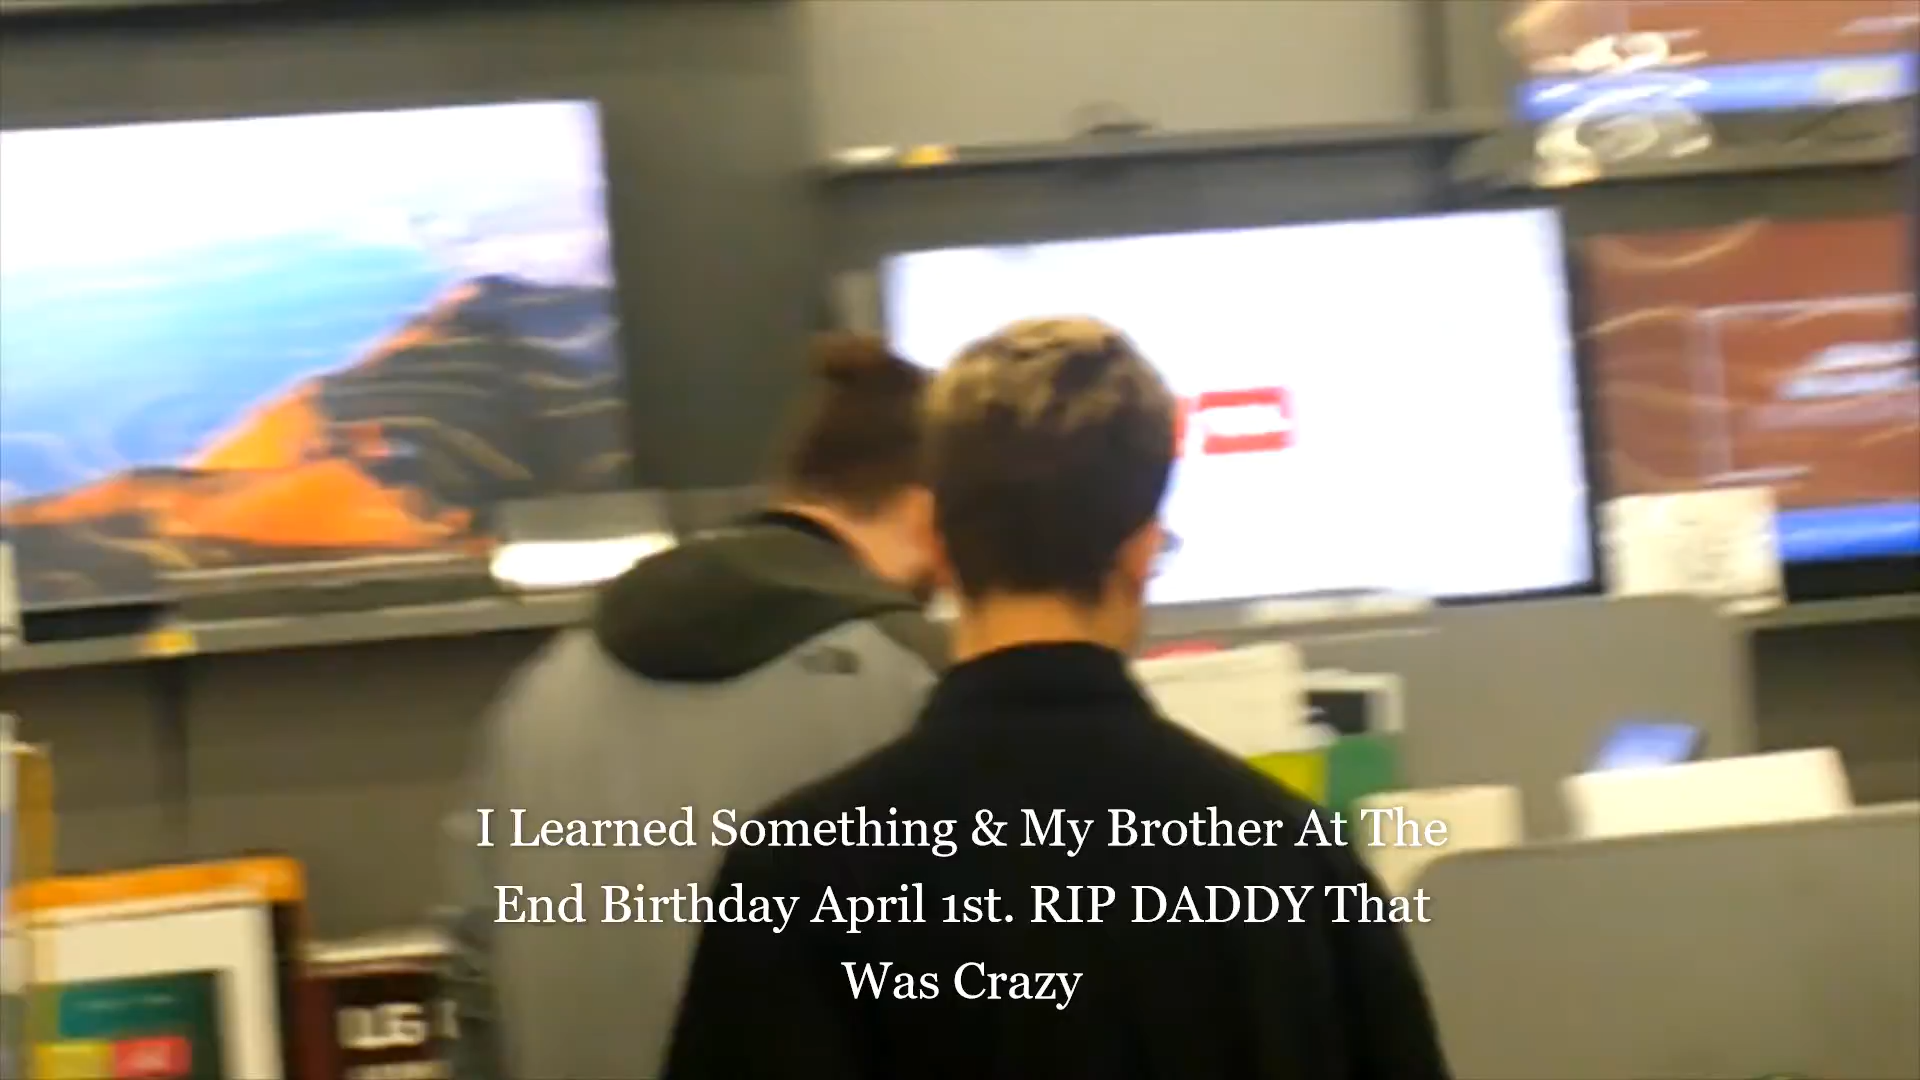 I Learned Something & My Brother At The
End Birthday April 1st. RIP DADDY That
Was Crazy